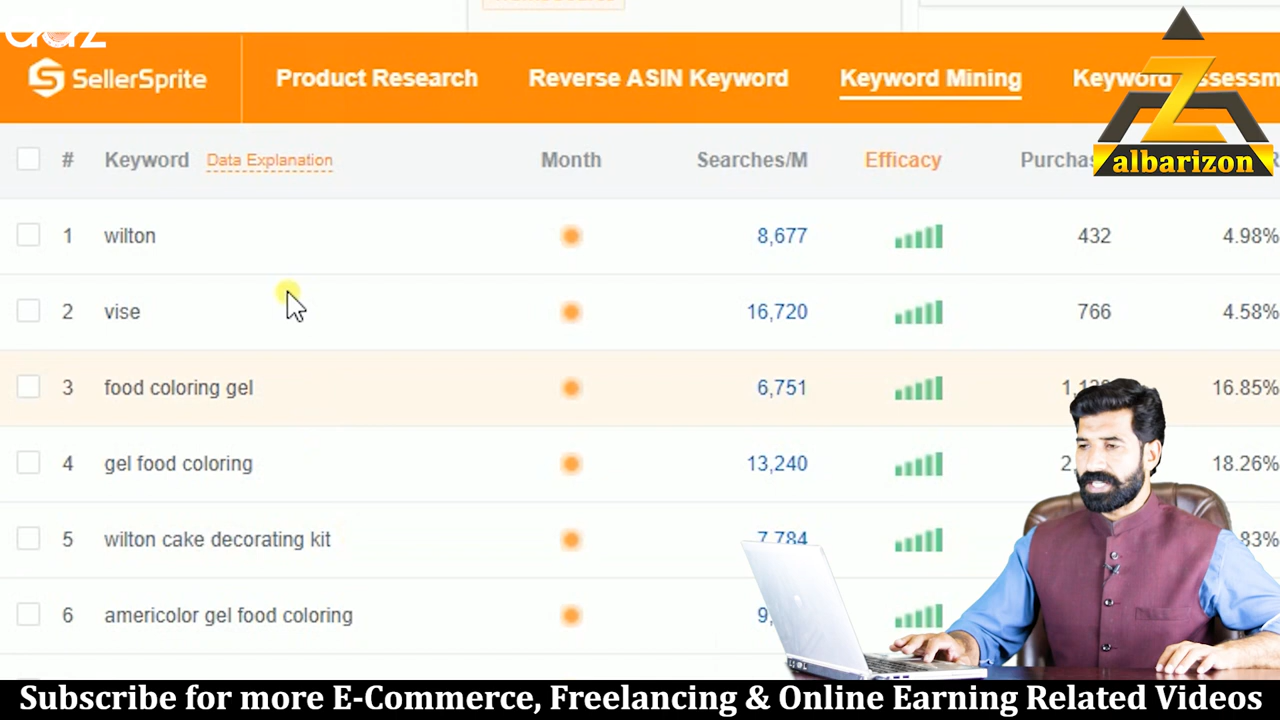 SellerSprite Product Research Reverse ASIN Keyword Keyword Mining Keyword
albarizon
# Keyword Data Explanation Month Searches/M Efficacy
1 wilton 8,677 432 4.98%
2 vise 16,720 766 4.58%
3 food coloring gel 6,751 16.85%
4 gel food coloring 13,240 18.26%
5 wilton cake decorating kit 7,784
6 americolor gel food coloring
Subscribe for more E-Commerce, Freelancing & Online Earning Related Videos